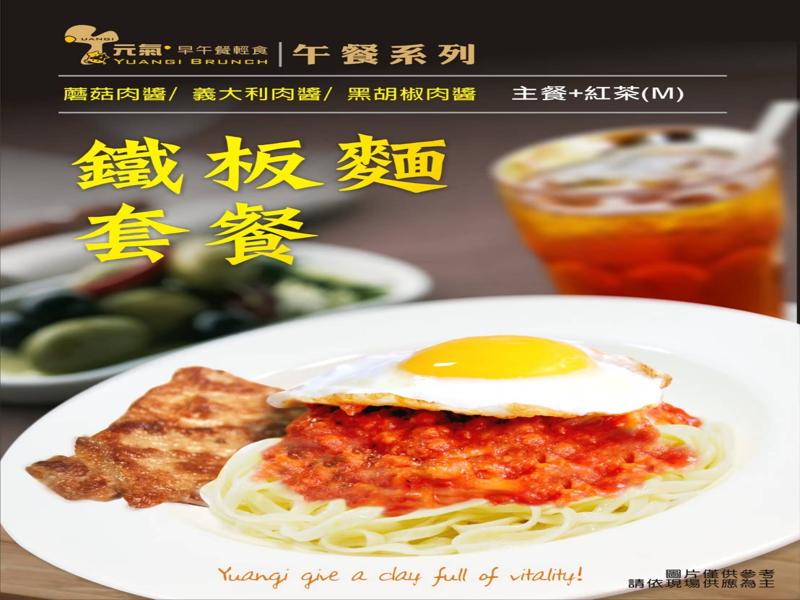 YUANGI
元氣 早午餐輕食 | 午餐系列
YUANGI BRUNCH
蘑菇肉醬/ 義大利肉醬/ 黑胡椒肉醬 主餐+紅茶(M)
鐵板麵
套餐
Yuangi give a day full of vitality!
圖片僅供參考
請依現場供應為主